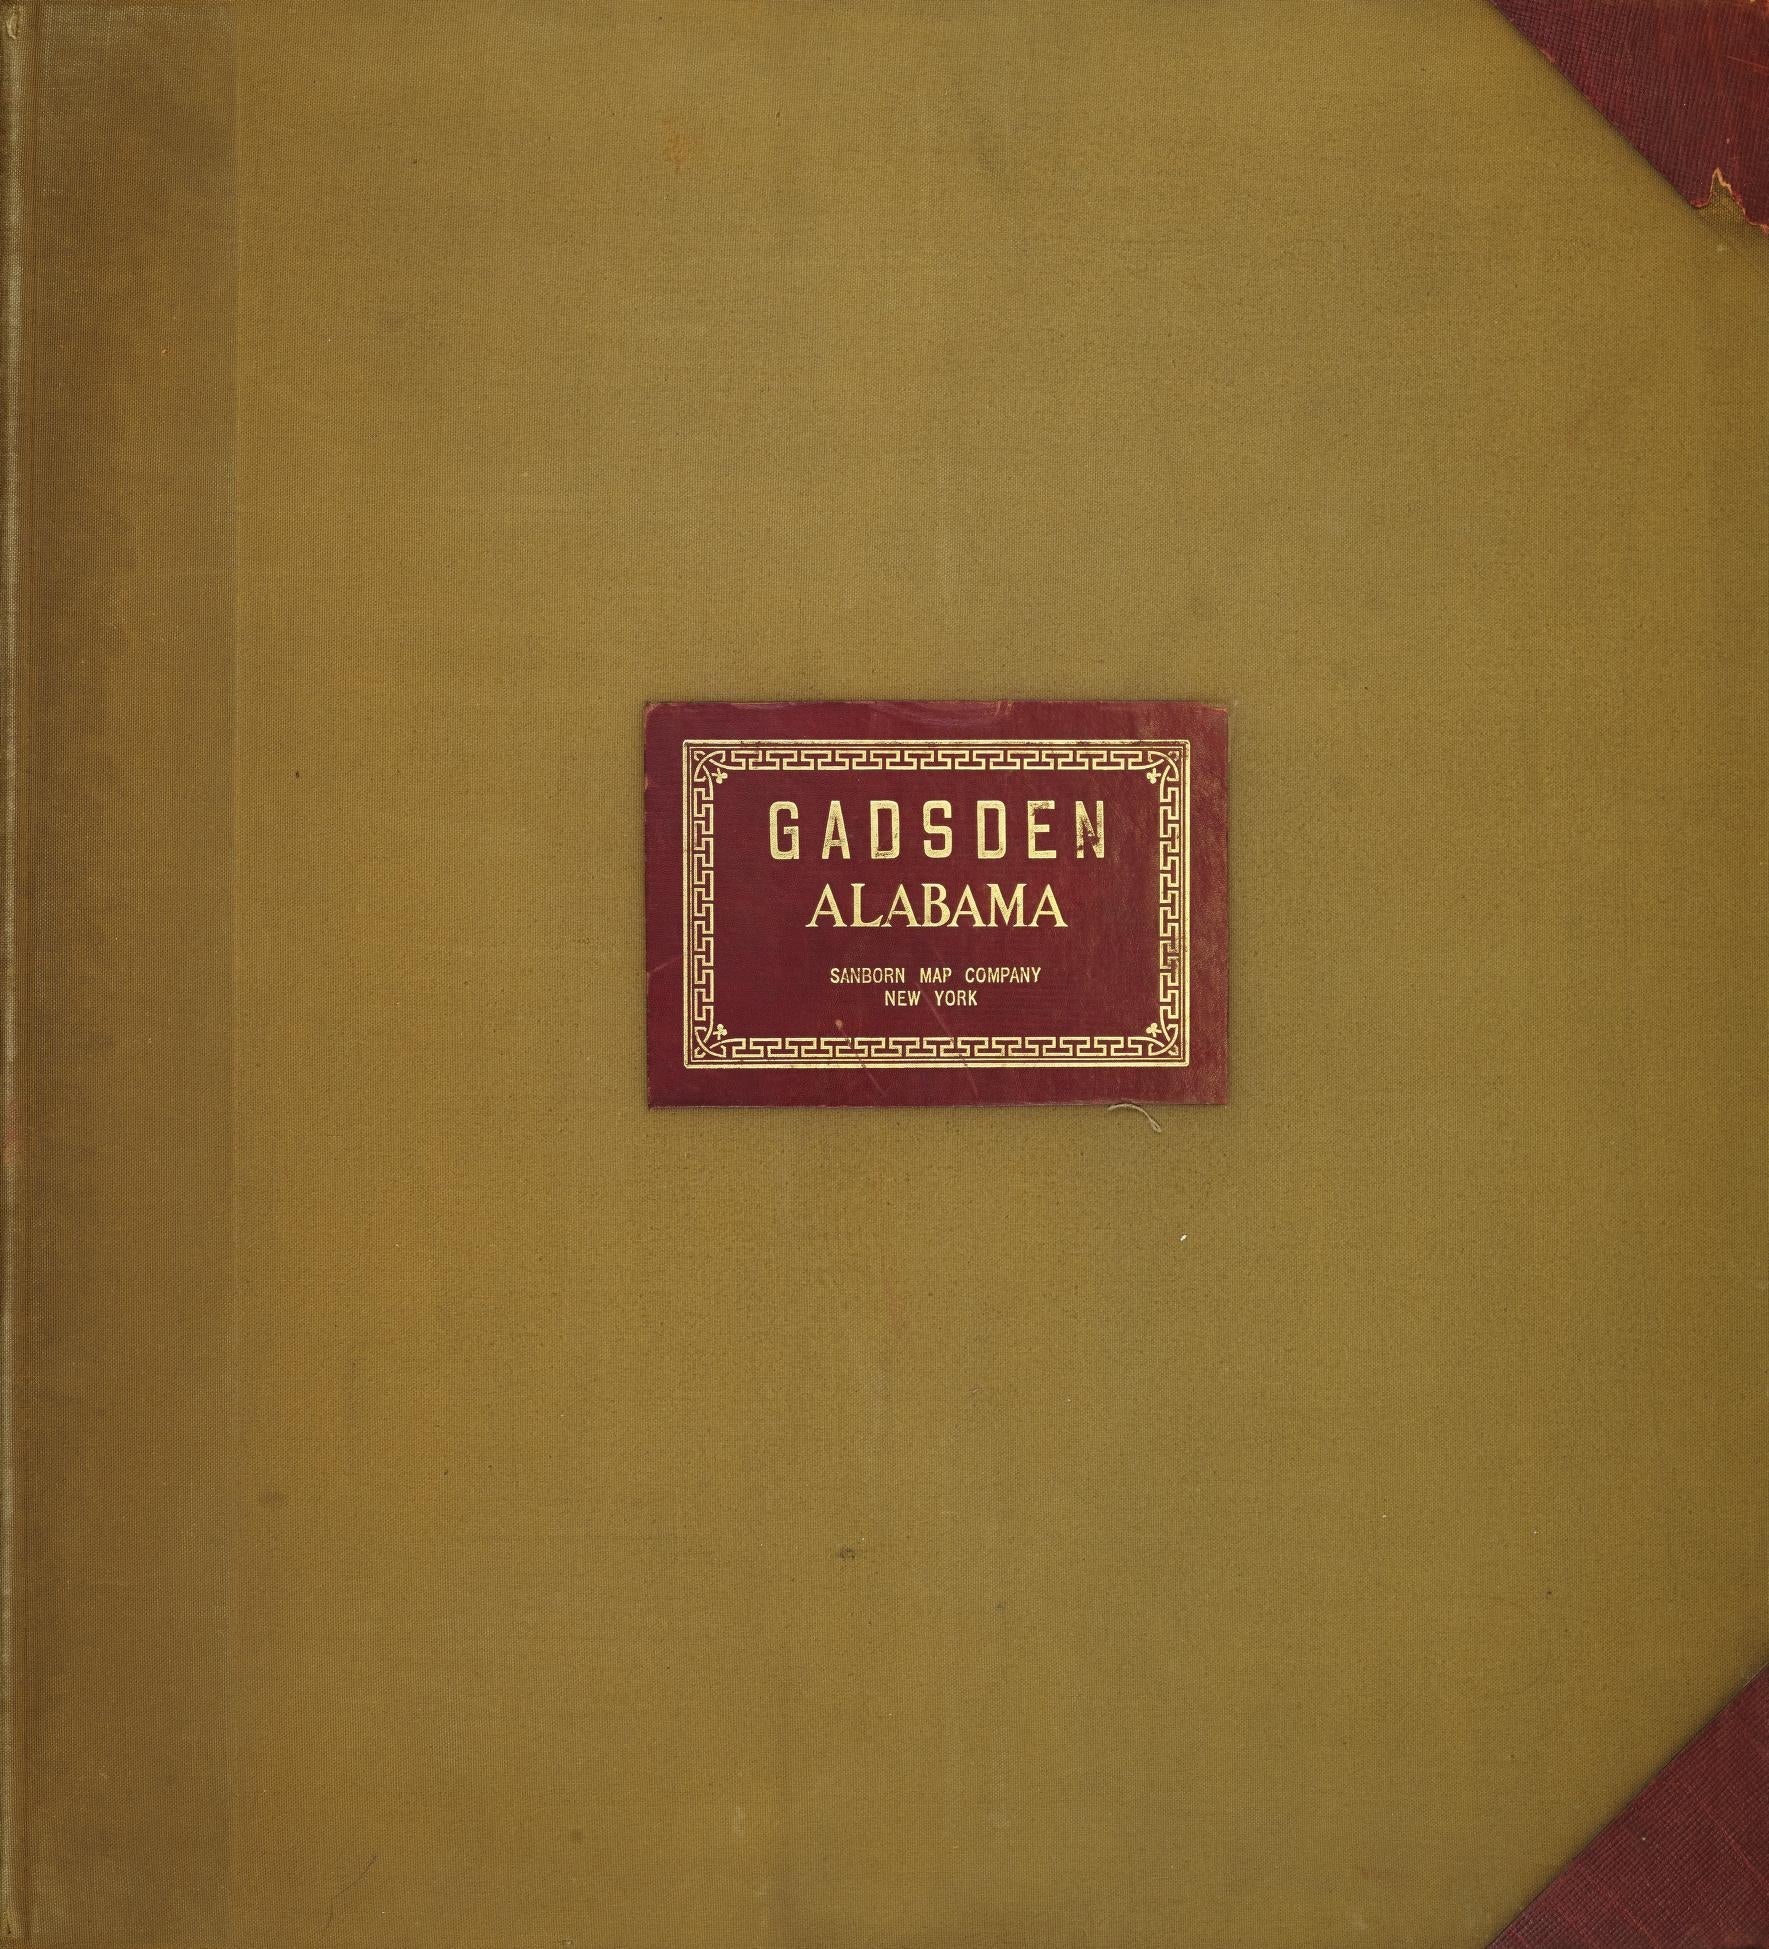 GADSDEN
ALABAMA
SANBORN MAP COMPANY
NEW YORK